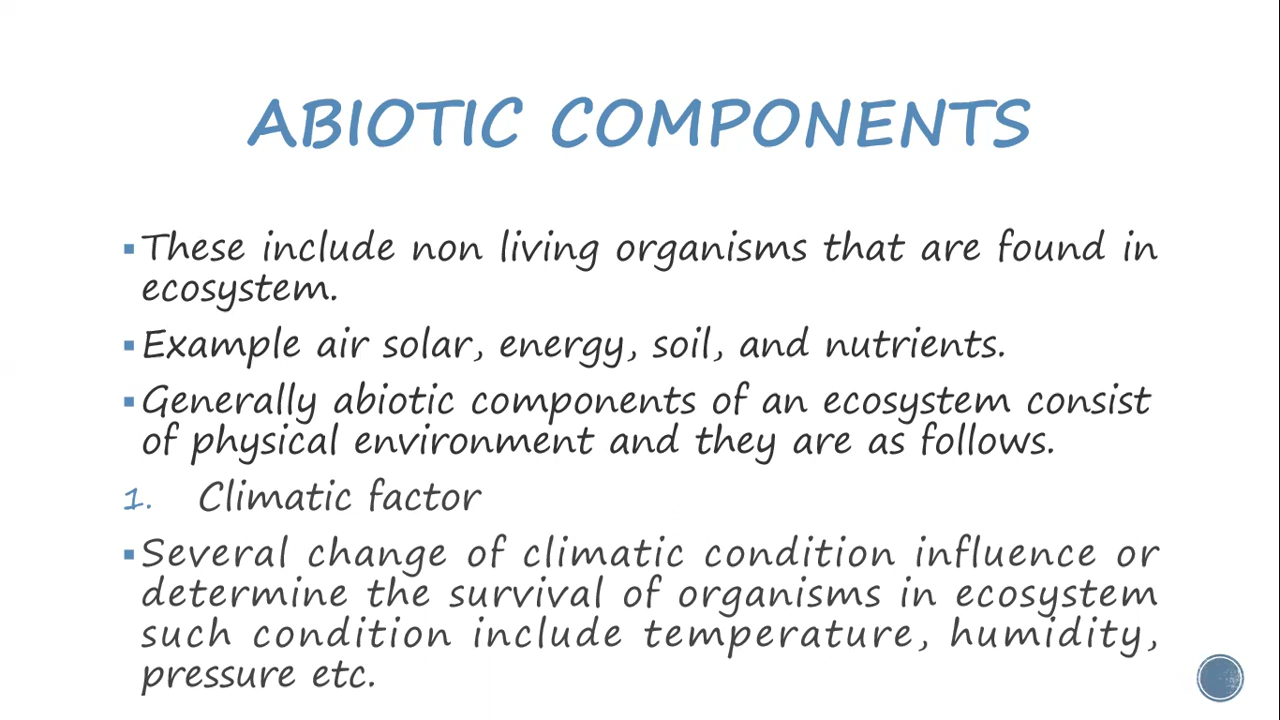 ABIOTIC COMPONENTS
▪These include non living organisms that are found in
ecosystem.
▪Example air solar, energy, soil, and nutrients.
▪Generally abiotic components of an ecosystem consist
of physical environment and they are as follows.
1. Climatic factor
▪Several change of climatic condition influence or
determine the survival of organisms in ecosystem
such condition include temperature, humidity,
pressure etc.